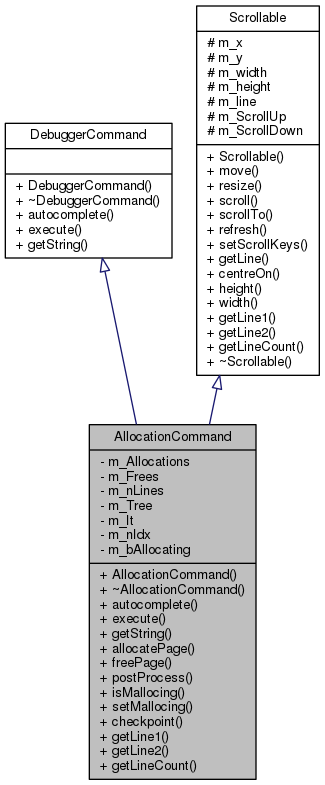 Scrollable
# m_x
# m_y
# m_width
# m_height
# m_line
# m_ScrollUp
# m_ScrollDown
+ Scrollable()
+ move()
+ resize()
+ scroll()
+ scrollTo()
+ refresh()
+ setScrollKeys()
+ getLine()
+ centreOn()
+ height()
+ width()
+ getLine1()
+ getLine2()
+ getLineCount()
+ ~Scrollable()
DebuggerCommand
+ DebuggerCommand()
+ ~DebuggerCommand()
+ autocomplete()
+ execute()
+ getString()
AllocationCommand
- m_Allocations
- m_Frees
- m_nLines
- m_Tree
- m_It
- m_nIdx
- m_bAllocating
+ AllocationCommand()
+ ~AllocationCommand()
+ autocomplete()
+ execute()
+ getString()
+ allocatePage()
+ freePage()
+ postProcess()
+ isMallocing()
+ setMallocing()
+ checkpoint()
+ getLine1()
+ getLine2()
+ getLineCount()